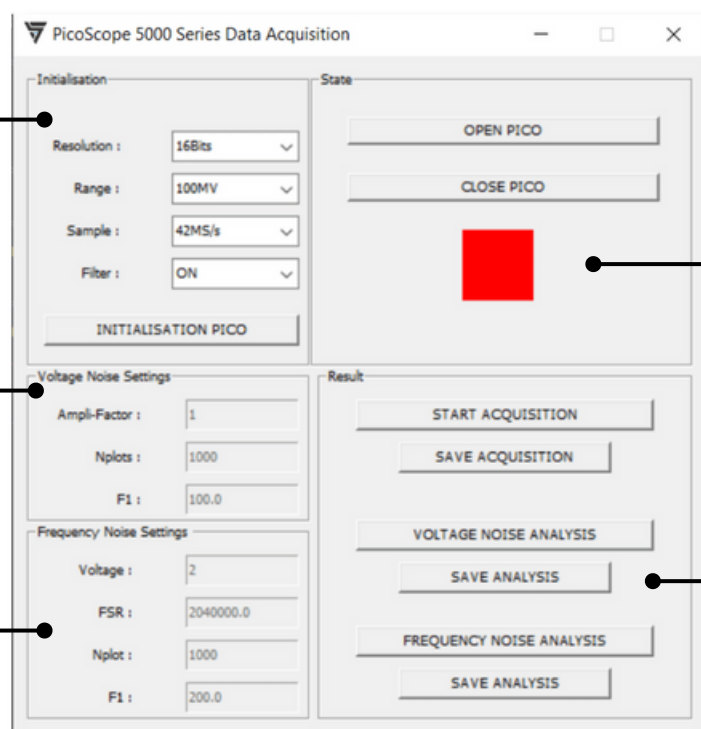 PicoScope 5000 Series Data Acquisition
Initialisation
Resolution : 16Bits
Range : 100MV
Sample : 42MS/s
Filter : ON
INITIALISATION PICO
State
OPEN PICO
CLOSE PICO
Voltage Noise Settings
Ampli-Factor : 1
Nplots : 1000
F1 : 100.0
Frequency Noise Settings
Voltage : 2
FSR : 2040000.0
Nplot : 1000
F1 : 200.0
Result
START ACQUISITION
SAVE ACQUISITION
VOLTAGE NOISE ANALYSIS
SAVE ANALYSIS
FREQUENCY NOISE ANALYSIS
SAVE ANALYSIS